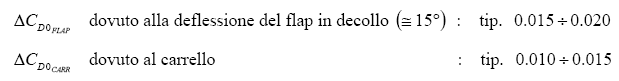 ΔC_{D0_{FLAP}} dovuto alla deflessione del flap in decollo (≅ 15°) : tip. 0.015 ÷ 0.020
ΔC_{D0_{CARR}} dovuto al carrello : tip. 0.010 ÷ 0.015